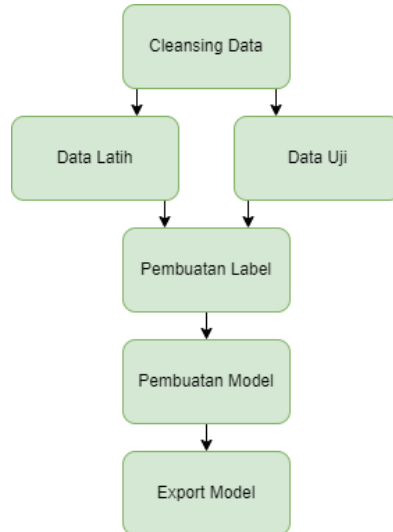 Cleansing Data
Data Latih
Data Uji
Pembuatan Label
Pembuatan Model
Export Model